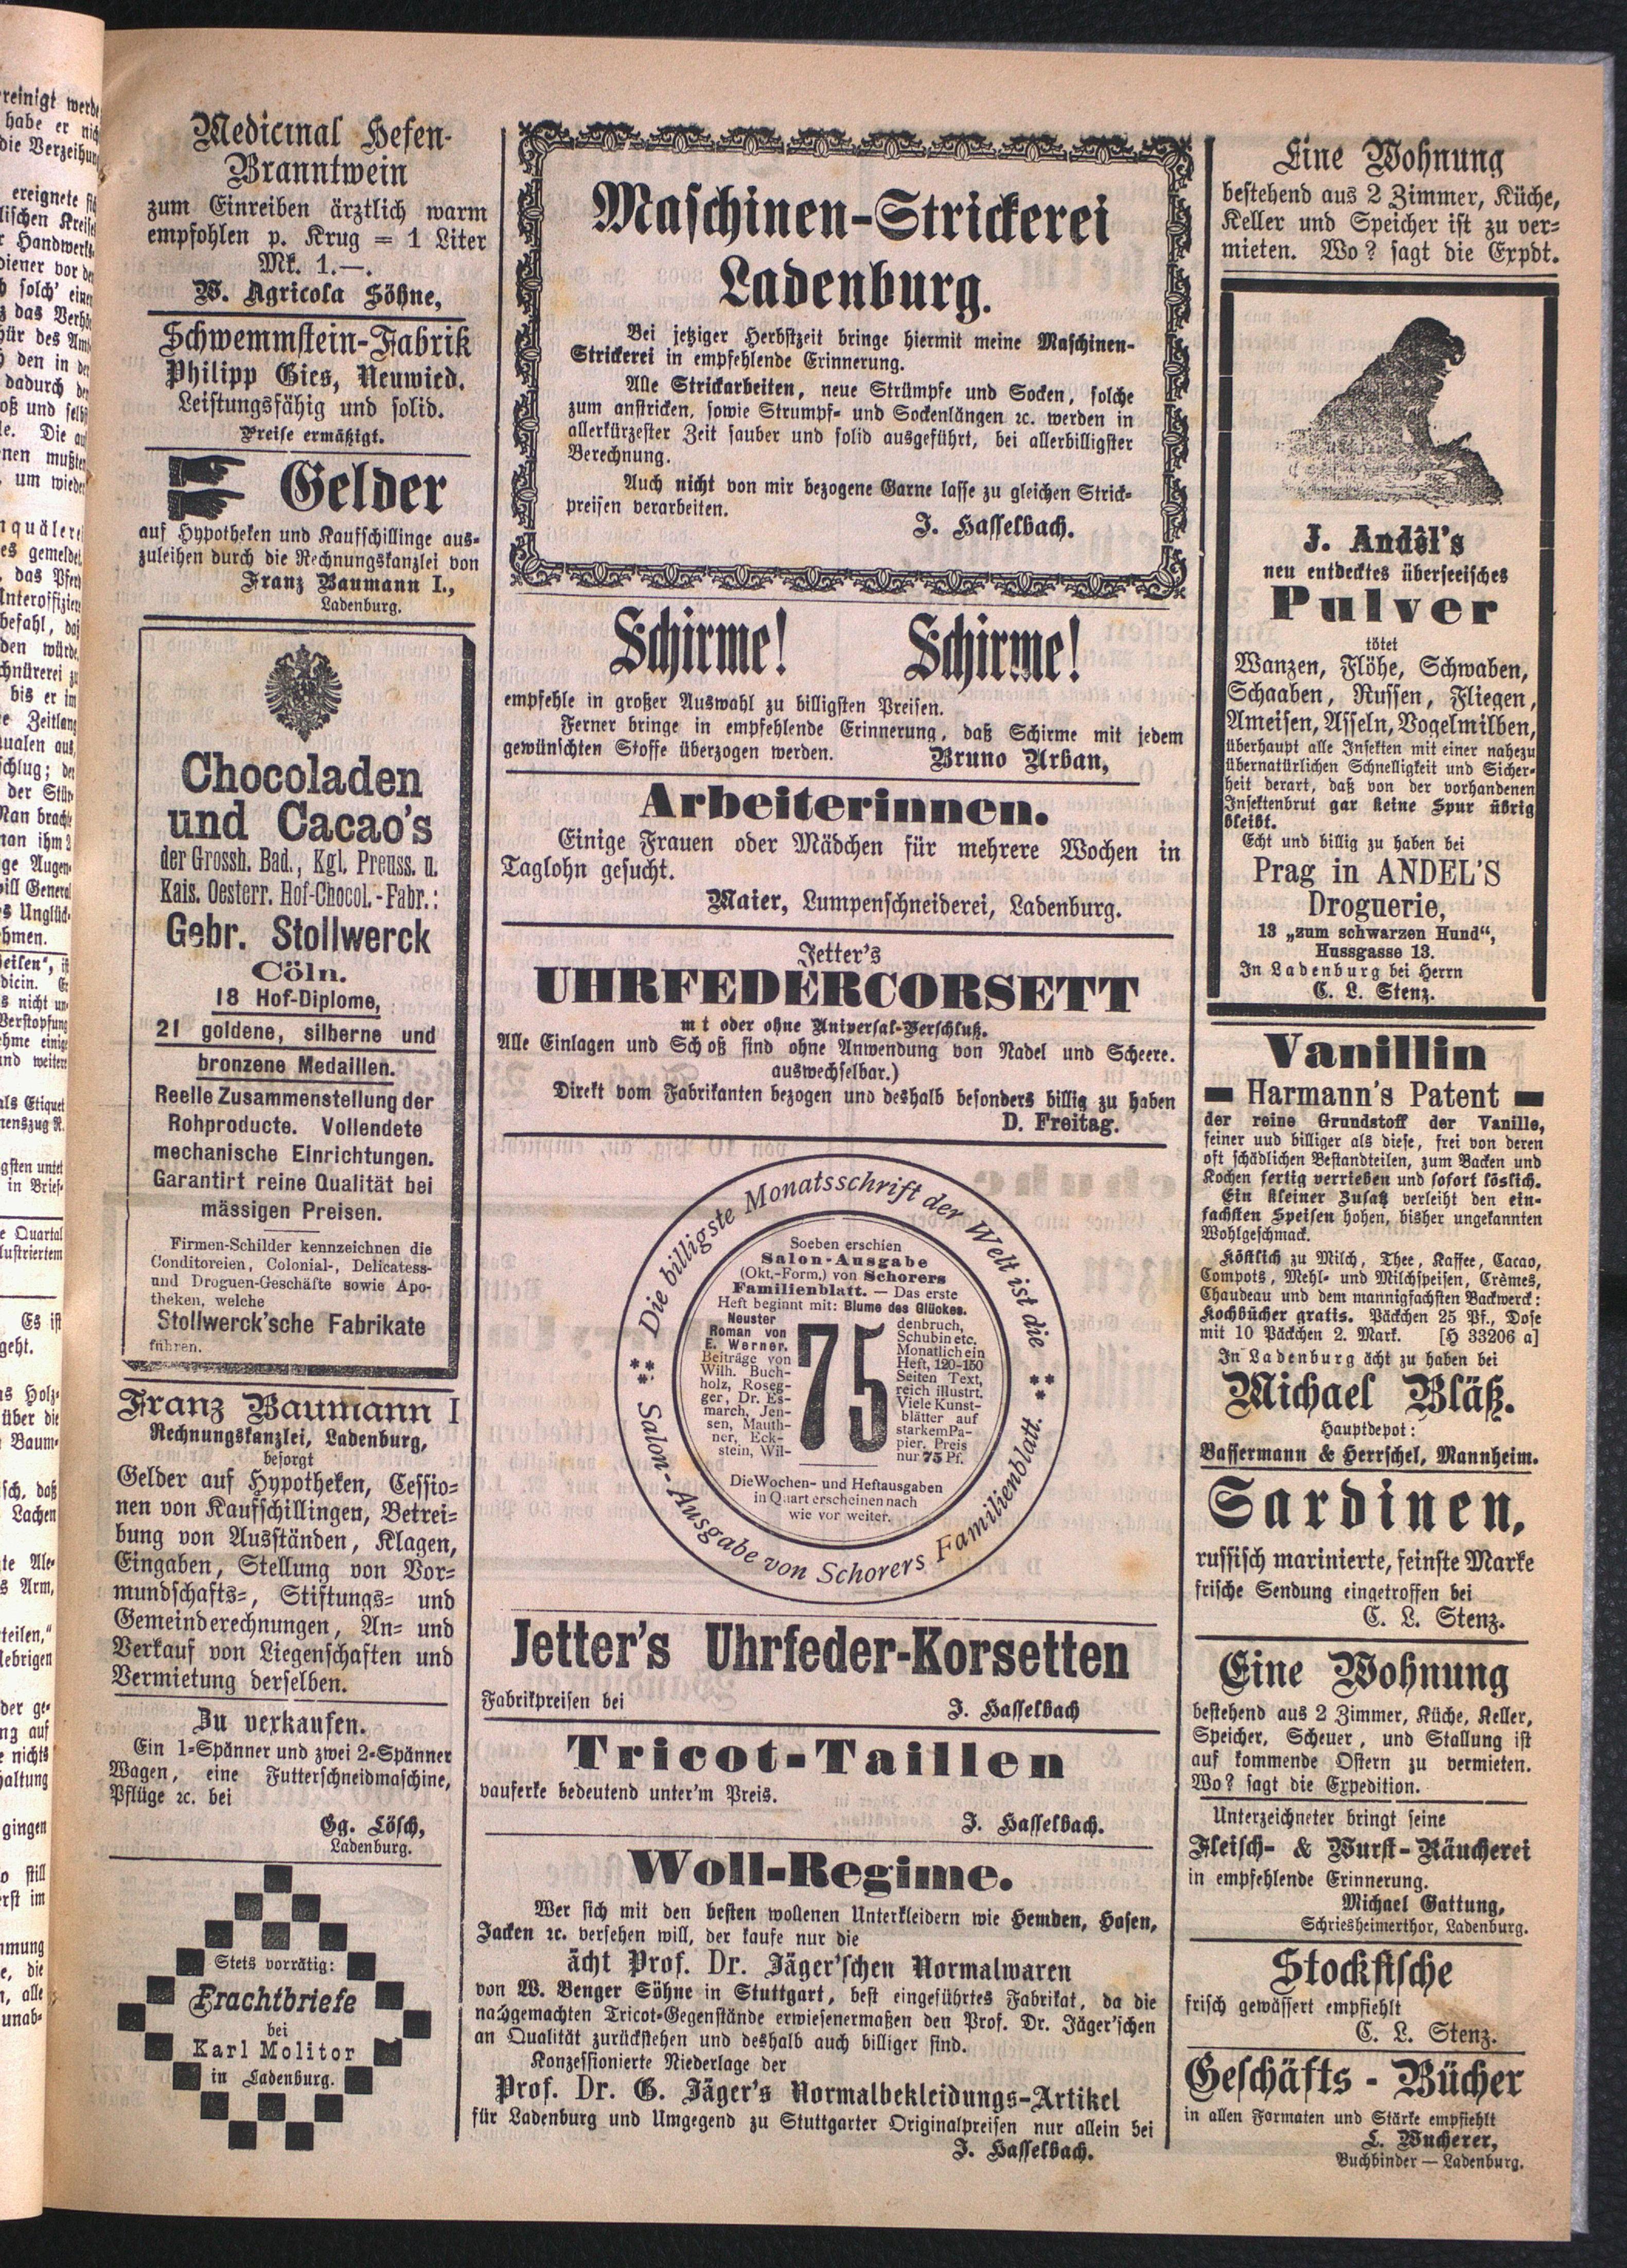 Medicinal Hefen-
Branntwein
zum Einreiben ärztlich warm
empfohlen p. Krug = 1 Liter
Mk. 1.—.
W. Agricola Söhne,
Schwemmstein-Fabrik
Philipp Gies, Neuwied.
Leistungsfähig und solid.
Preise ermäßigt.
Gelder
auf Hypotheken und Kaufschillinge aus-
zuleihen durch die Rechnungskanzlei von
Franz Baumann I.,
Ladenburg.
Chocoladen
und Cacao's
der Grossh. Bad., Kgl. Preuss. u.
Kais. Oesterr. Hof-Chocol.-Fabr.:
Gebr. Stollwerck
Cöln.
18 Hof-Diplome,
21 goldene, silberne und
bronzene Medaillen.
Reelle Zusammenstellung der
Rohproducte. Vollendete
mechanische Einrichtungen.
Garantirt reine Qualität bei
mässigen Preisen.
Firmen-Schilder kennzeichnen die
Conditoreien, Colonial-, Delicatess-
und Droguen-Geschäfte sowie Apo-
theken, welche
Stollwerck'sche Fabrikate
führen.
Franz Baumann I
Rechnungskanzlei, Ladenburg,
besorgt
Gelder auf Hypotheken, Cessio-
nen von Kaufschillingen, Betrei-
bung von Ausständen, Klagen,
Eingaben, Stellung von Vor-
mundschafts-, Stiftungs- und
Gemeinderechnungen, An- und
Verkauf von Liegenschaften und
Vermietung derselben.
Zu verkaufen.
Ein 1-Spänner und zwei 2-Spänner
Wagen, eine Futterschneidmaschine,
Pflüge ꝛc. bei
Gg. Lösch,
Ladenburg.
Stets vorrätig:
Frachtbriefe
bei
Karl Molitor
in Ladenburg.
Maschinen-Strickerei
Ladenburg.
Bei jetziger Herbstzeit bringe hiermit meine Maschinen-
Strickerei in empfehlende Erinnerung.
Alle Strickarbeiten, neue Strümpfe und Socken, solche
zum anstricken, sowie Strumpf- und Sockenlängen ꝛc. werden in
allerkürzester Zeit sauber und solid ausgeführt, bei allerbilligster
Berechnung.
Auch nicht von mir bezogene Garne lasse zu gleichen Strick-
preisen verarbeiten.
J. Hasselbach.
Schirme! Schirme!
empfehle in großer Auswahl zu billigsten Preisen.
Ferner bringe in empfehlende Erinnerung, daß Schirme mit jedem
gewünschten Stoffe überzogen werden. Bruno Urban,
Arbeiterinnen.
Einige Frauen oder Mädchen für mehrere Wochen in
Taglohn gesucht.
Maier, Lumpenschneiderei, Ladenburg.
Jetter's
UHRFEDERCORSETT
m t oder ohne Universal-Verschluß.
Alle Einlagen und Sch oß sind ohne Anwendung von Nadel und Scheere.
auswechselbar.)
Direkt vom Fabrikanten bezogen und deshalb besonders billig zu haben
D. Freitag.
Die billigste Monatsschrift der Welt ist die
Salon-Ausgabe von Schorers Familienblatt.
Soeben erschien
Salon-Ausgabe
(Okt.-Form.) von Schorers
Familienblatt. — Das erste
Heft beginnt mit: Blume des Glückes.
Neuster
Roman von
E. Werner.
Beiträge von
Wilh. Buch-
holz, Roseg-
ger, Dr. Es-
march, Jen-
sen, Mauth-
ner, Eck-
stein, Wil-
75
denbruch,
Schubin etc.
Monatlich ein
Heft, 120-150
Seiten Text,
reich illustrt.
Viele Kunst-
blätter auf
starkem Pa-
pier. Preis
nur 75 Pf.
Die Wochen- und Heftausgaben
in Quart erscheinen nach
wie vor weiter.
Jetter's Uhrfeder-Korsetten
Fabrikpreisen bei J. Hasselbach
Tricot-Taillen
vauferke bedeutend unter'm Preis.
J. Hasselbach.
Woll-Regime.
Wer sich mit den besten wollenen Unterkleidern wie Hemden, Hosen,
Jacken ꝛc. versehen will, der kaufe nur die
ächt Prof. Dr. Jäger'schen Normalwaren
von W. Benger Söhne in Stuttgart, best eingeführtes Fabrikat, da die
nachgemachten Tricot-Gegenstände erwiesenermaßen den Prof. Dr. Jäger'schen
an Qualität zurückstehen und deshalb auch billiger sind.
Konzessionierte Niederlage der
Prof. Dr. G. Jäger's Normalbekleidungs-Artikel
für Ladenburg und Umgegend zu Stuttgarter Originalpreisen nur allein bei
J. Hasselbach.
Eine Wohnung
bestehend aus 2 Zimmer, Küche,
Keller und Speicher ist zu ver-
mieten. Wo? sagt die Expdt.
J. Andêl's
neu entdecktes überseeisches
Pulver
tötet
Wanzen, Flöhe, Schwaben,
Schaaben, Russen, Fliegen,
Ameisen, Asseln, Vogelmilben,
überhaupt alle Insekten mit einer nahezu
übernatürlichen Schnelligkeit und Sicher-
heit derart, daß von der vorhandenen
Insektenbrut gar keine Spur übrig
bleibt.
Echt und billig zu haben bei
Prag in ANDEL'S
Droguerie,
13 „zum schwarzen Hund“,
Hussgasse 13.
In Ladenburg bei Herrn
C. L. Stenz.
Vanillin
Harmann's Patent
der reine Grundstoff der Vanille,
feiner und billiger als diese, frei von deren
oft schädlichen Bestandteilen, zum Backen und
Kochen fertig verrieben und sofort löslich.
Ein kleiner Zusatz verleiht den ein-
fachsten Speisen hohen, bisher ungekannten
Wohlgeschmack.
Köstlich zu Milch, Thee, Kaffee, Cacao,
Compots, Mehl- und Milchspeisen, Crèmes,
Chaudeau und dem mannigfachsten Backwerck:
Kochbücher gratis. Päckchen 25 Pf., Dose
mit 10 Päckchen 2. Mark. [H 33206 a]
In Ladenburg ächt zu haben bei
Michael Bläß.
Hauptdepot:
Bassermann & Herrschel, Mannheim.
Sardinen,
russisch marinierte, feinste Marke
frische Sendung eingetroffen bei
C. L. Stenz.
Eine Wohnung
bestehend aus 2 Zimmer, Küche, Keller,
Speicher, Scheuer, und Stallung ist
auf kommende Ostern zu vermieten.
Wo? sagt die Expedition.
Unterzeichneter bringt seine
Fleisch- & Wurst-Räucherei
in empfehlende Erinnerung.
Michael Gattung,
Schriesheimerthor, Ladenburg.
Stockfische
frisch gewässert empfiehlt
C. L. Stenz.
Geschäfts-Bücher
in allen Formaten und Stärke empfiehlt
L. Wucherer,
Buchbinder — Ladenburg.